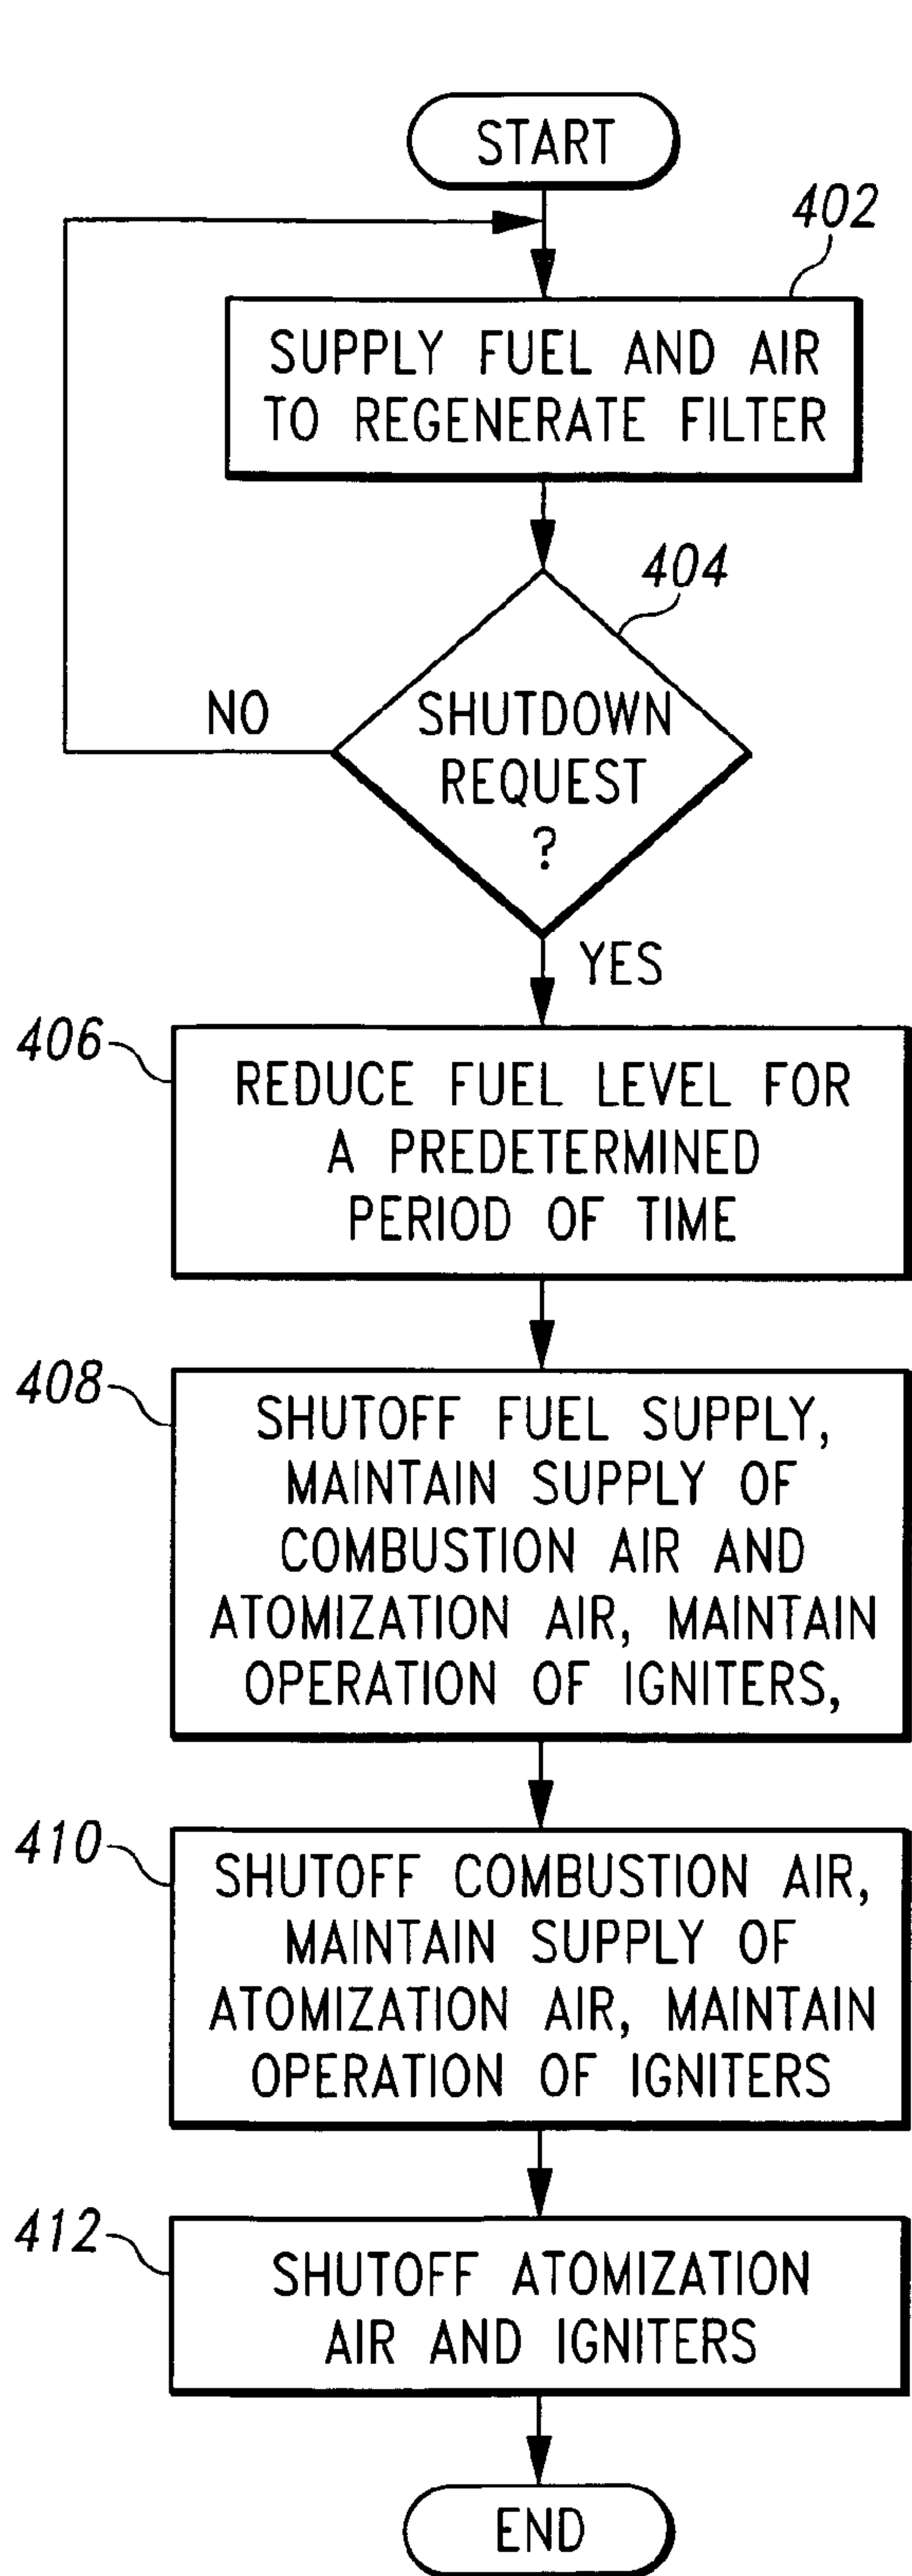 START
402
SUPPLY FUEL AND AIR
TO REGENERATE FILTER
404
NO
SHUTDOWN
REQUEST
?
YES
406
REDUCE FUEL LEVEL FOR
A PREDETERMINED
PERIOD OF TIME
408
SHUTOFF FUEL SUPPLY,
MAINTAIN SUPPLY OF
COMBUSTION AIR AND
ATOMIZATION AIR, MAINTAIN
OPERATION OF IGNITERS,
410
SHUTOFF COMBUSTION AIR,
MAINTAIN SUPPLY OF
ATOMIZATION AIR, MAINTAIN
OPERATION OF IGNITERS
412
SHUTOFF ATOMIZATION
AIR AND IGNITERS
END